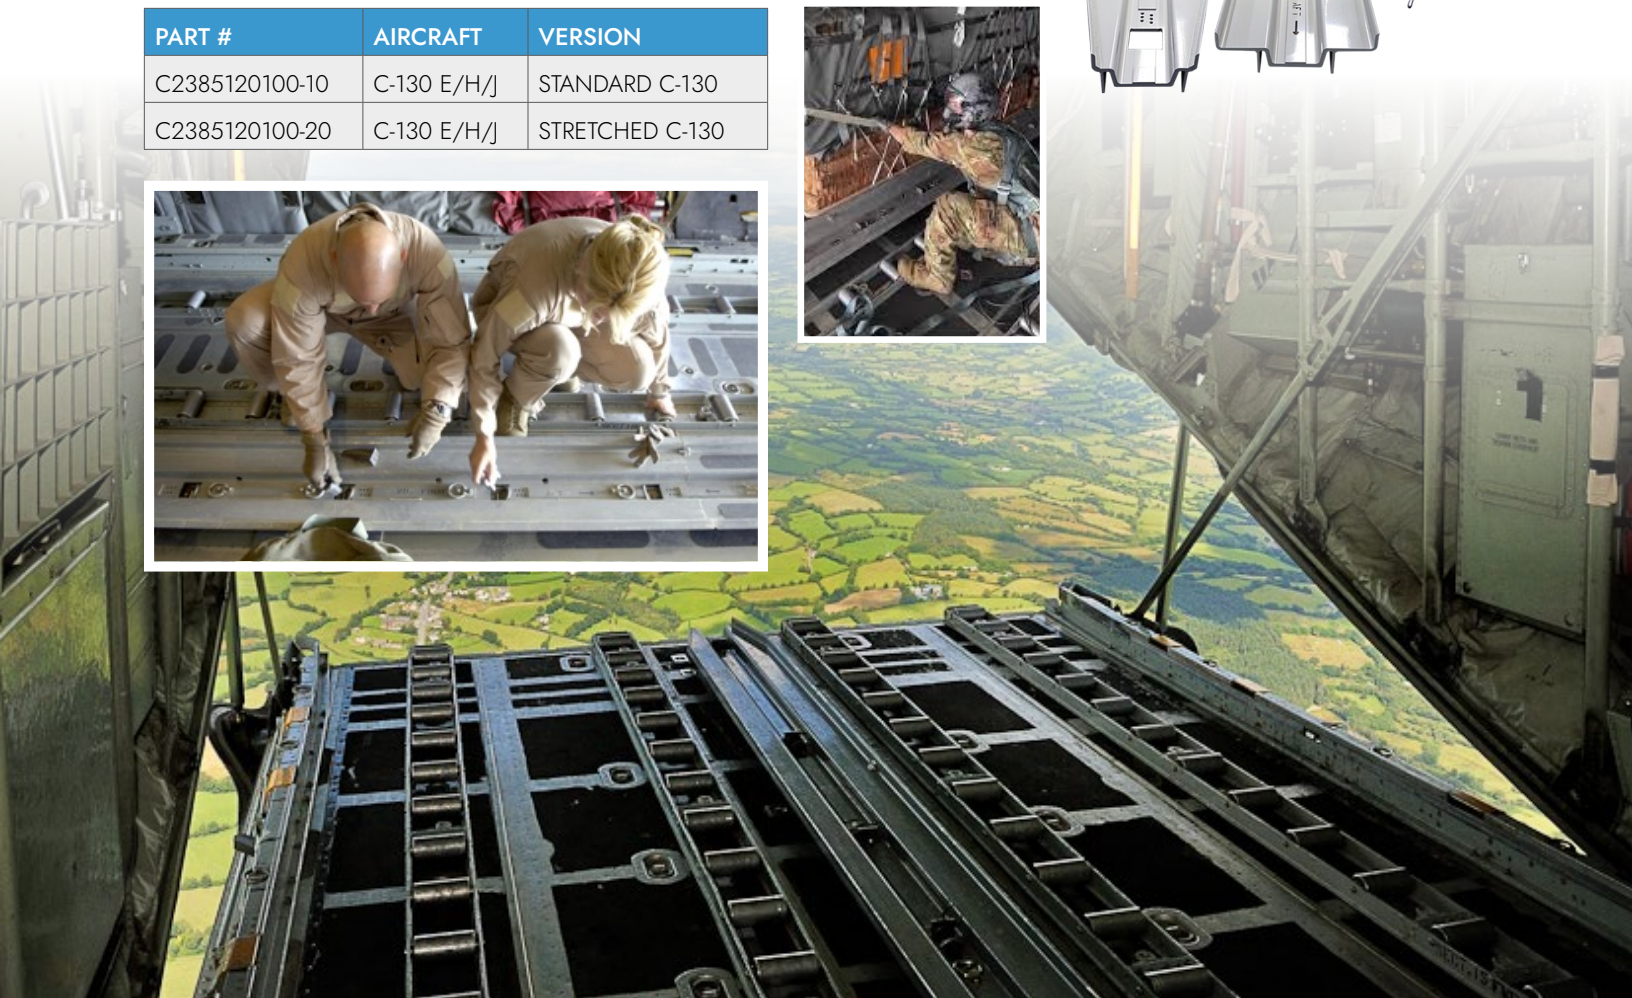 PART # AIRCRAFT VERSION
C2385120100-10 C-130 E/H/J STANDARD C-130
C2385120100-20 C-130 E/H/J STRETCHED C-130